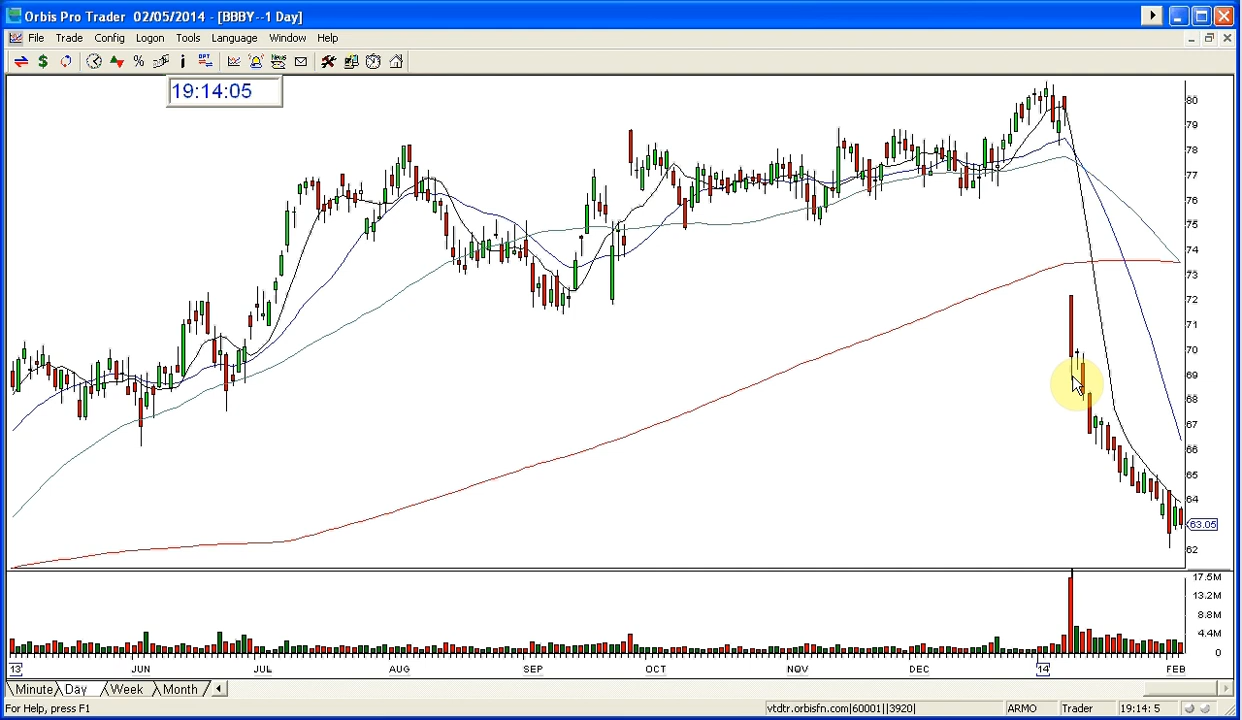 Orbis Pro Trader 02/05/2014 - [BBBY--1 Day]
File Trade Config Logon Tools Language Window Help
$ % i OPT News
19:14:05
80
79
78
77
76
75
74
73
72
71
70
69
68
67
66
65
64
63.05
62
17.5M
13.2M
8.8M
4.4M
0
13 JUN JUL AUG SEP OCT NOV DEC 14 FEB
Minute Day Week Month
For Help, press F1 vtdtr.orbisfn.com|60001||3920| ARMO Trader 19:14: 5